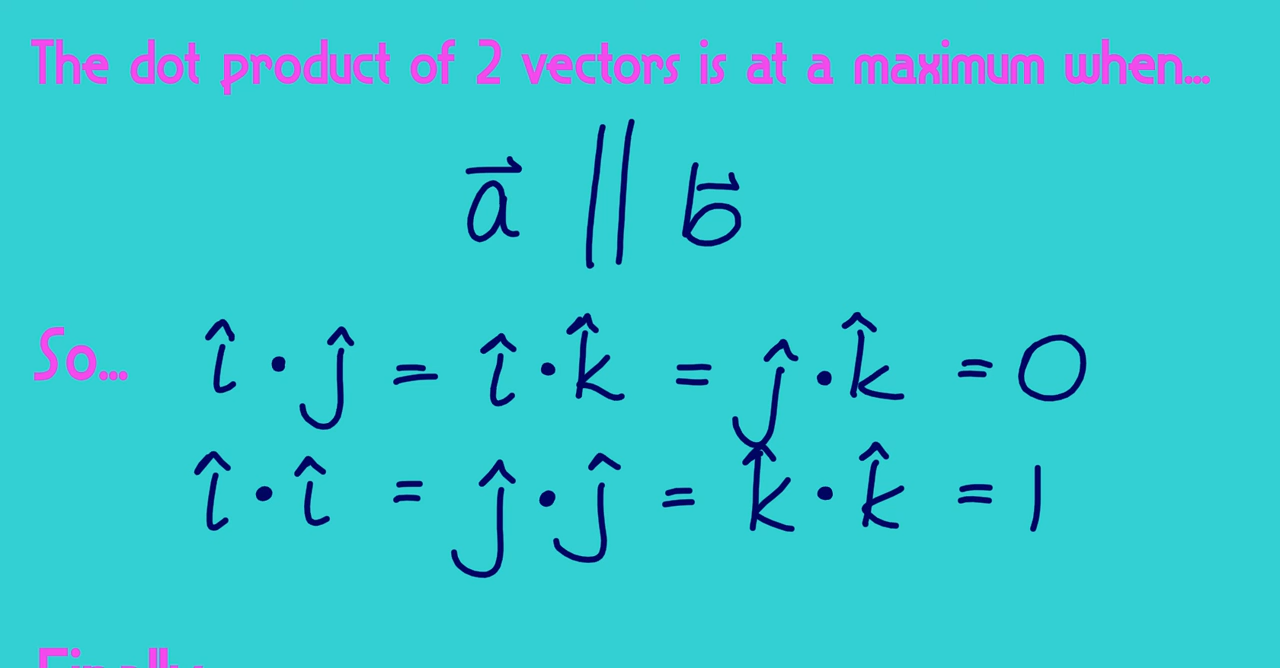 The dot product of 2 vectors is at a maximum when...
a⃗ || b⃗
So... î · ĵ = î · k̂ = ĵ · k̂ = 0
î · î = ĵ · ĵ = k̂ · k̂ = 1